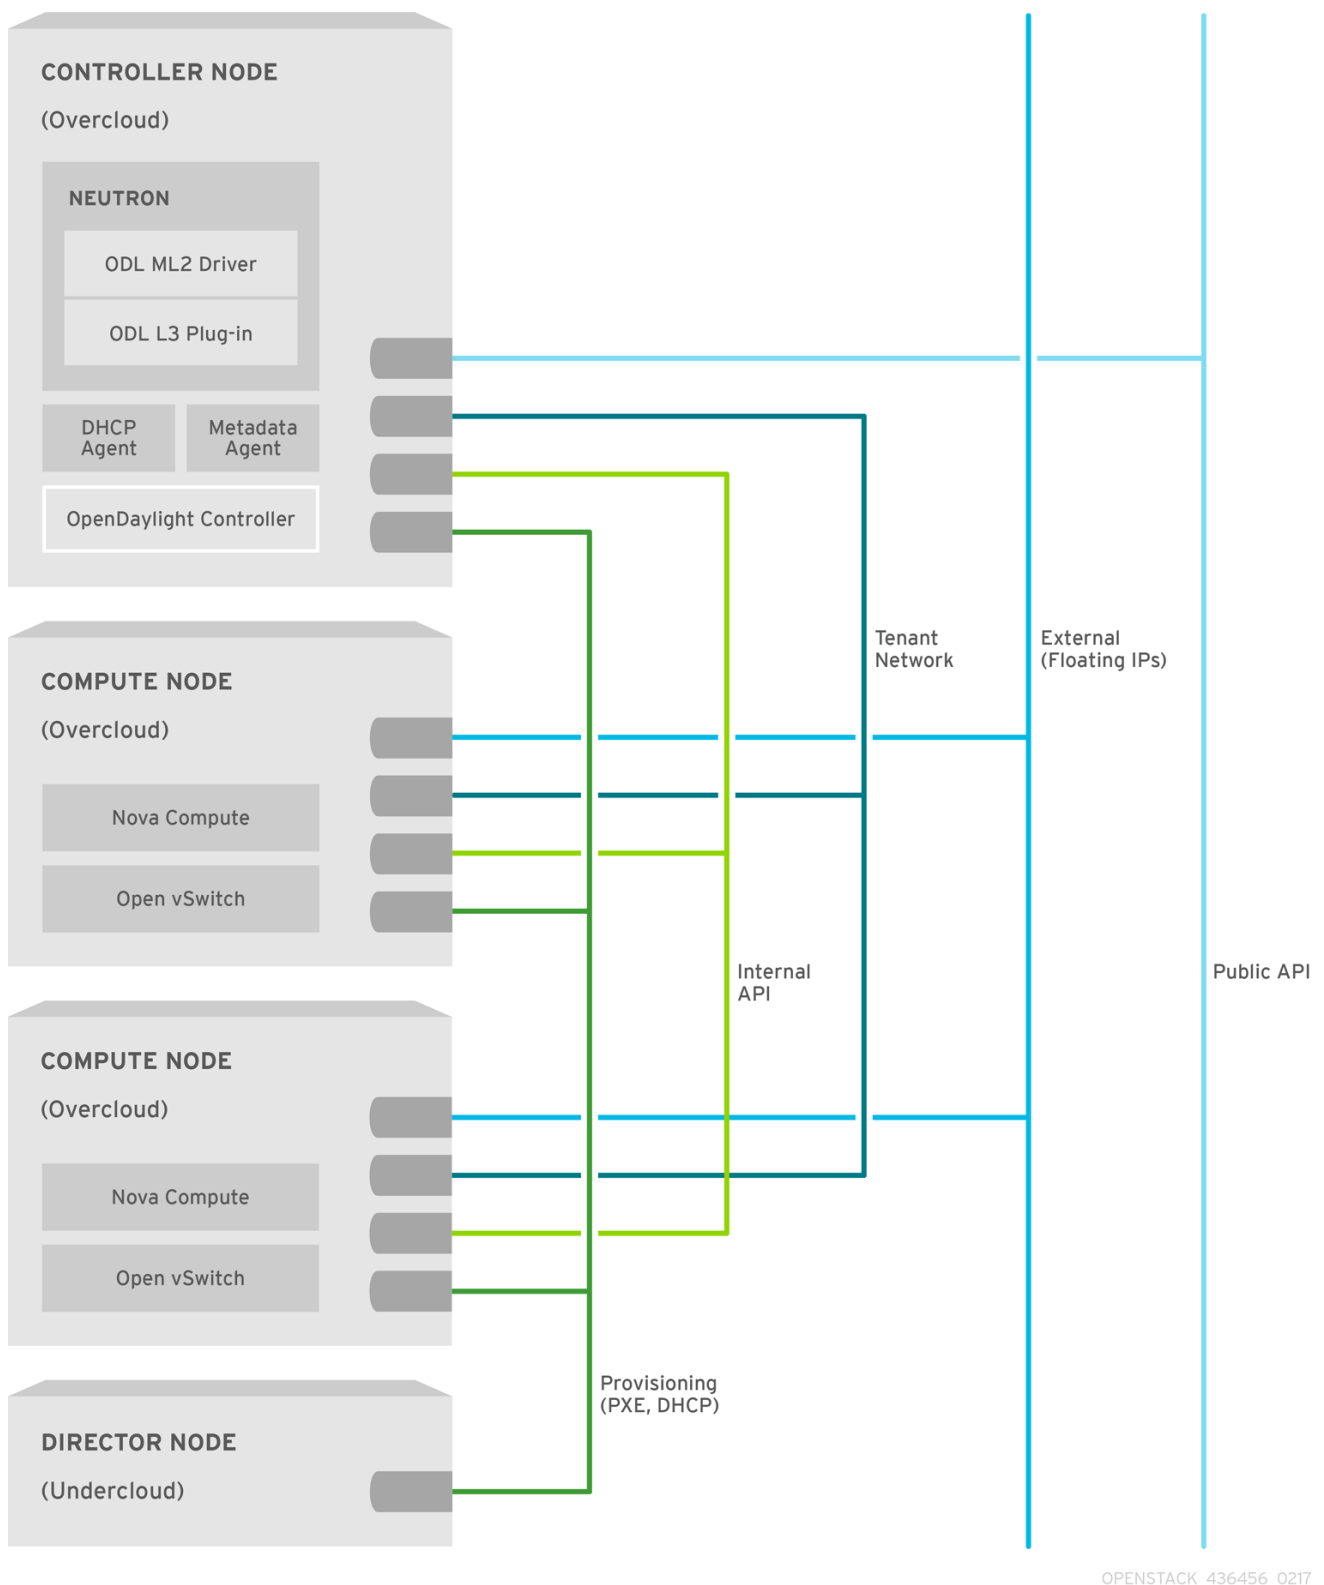 CONTROLLER NODE
(Overcloud)
NEUTRON
ODL ML2 Driver
ODL L3 Plug-in
DHCP
Agent
Metadata
Agent
OpenDaylight Controller
COMPUTE NODE
(Overcloud)
Nova Compute
Open vSwitch
COMPUTE NODE
(Overcloud)
Nova Compute
Open vSwitch
DIRECTOR NODE
(Undercloud)
Tenant
Network
External
(Floating IPs)
Internal
API
Public API
Provisioning
(PXE, DHCP)
OPENSTACK 436456 0217